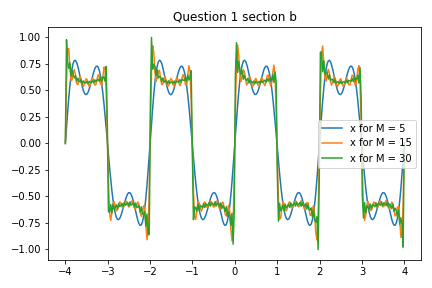 Question 1 section b
1.00
0.75
0.50
0.25
0.00
−0.25
−0.50
−0.75
−1.00
x for M = 5
x for M = 15
x for M = 30
−4 −3 −2 −1 0 1 2 3 4